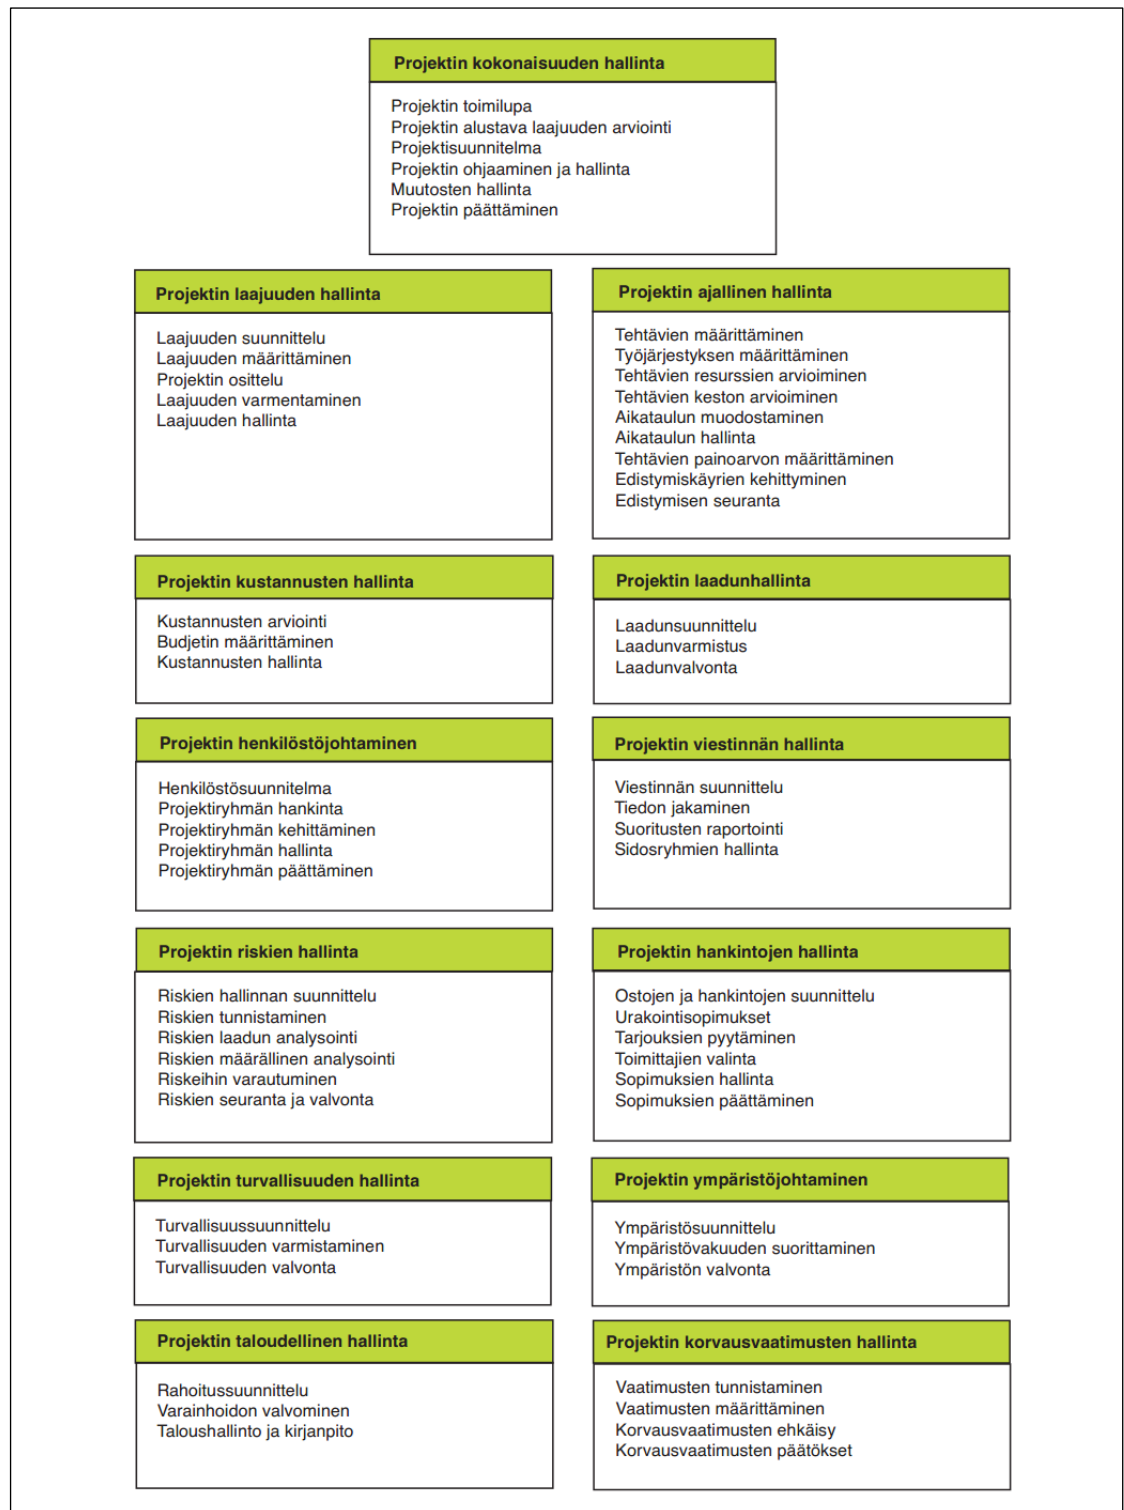 Projektin kokonaisuuden hallinta
Projektin toimilupa
Projektin alustava laajuuden arviointi
Projektisuunnitelma
Projektin ohjaaminen ja hallinta
Muutosten hallinta
Projektin päättäminen
Projektin laajuuden hallinta
Laajuuden suunnittelu
Laajuuden määrittäminen
Projektin osittelu
Laajuuden varmentaminen
Laajuuden hallinta
Projektin ajallinen hallinta
Tehtävien määrittäminen
Työjärjestyksen määrittäminen
Tehtävien resurssien arvioiminen
Tehtävien keston arvioiminen
Aikataulun muodostaminen
Aikataulun hallinta
Tehtävien painoarvon määrittäminen
Edistymiskäyrien kehittyminen
Edistymisen seuranta
Projektin kustannusten hallinta
Kustannusten arviointi
Budjetin määrittäminen
Kustannusten hallinta
Projektin laadunhallinta
Laadunsuunnittelu
Laadunvarmistus
Laadunvalvonta
Projektin henkilöstöjohtaminen
Henkilöstösuunnitelma
Projektiryhmän hankinta
Projektiryhmän kehittäminen
Projektiryhmän hallinta
Projektiryhmän päättäminen
Projektin viestinnän hallinta
Viestinnän suunnittelu
Tiedon jakaminen
Suoritusten raportointi
Sidosryhmien hallinta
Projektin riskien hallinta
Riskien hallinnan suunnittelu
Riskien tunnistaminen
Riskien laadun analysointi
Riskien määrällinen analysointi
Riskeihin varautuminen
Riskien seuranta ja valvonta
Projektin hankintojen hallinta
Ostojen ja hankintojen suunnittelu
Urakointisopimukset
Tarjouksien pyytäminen
Toimittajien valinta
Sopimuksien hallinta
Sopimuksien päättäminen
Projektin turvallisuuden hallinta
Turvallisuussuunnittelu
Turvallisuuden varmistaminen
Turvallisuuden valvonta
Projektin ympäristöjohtaminen
Ympäristösuunnittelu
Ympäristövakuuden suorittaminen
Ympäristön valvonta
Projektin taloudellinen hallinta
Rahoitussuunnittelu
Varainhoidon valvominen
Taloushallinto ja kirjanpito
Projektin korvausvaatimusten hallinta
Vaatimusten tunnistaminen
Vaatimusten määrittäminen
Korvausvaatimusten ehkäisy
Korvausvaatimusten päätökset